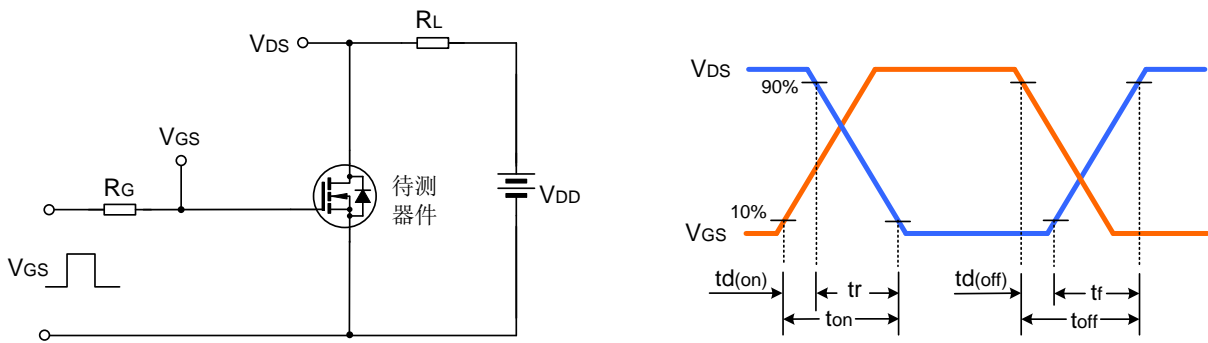 RL
VDS
VGS
RG
待测
器件
VDD
VGS
VDS
90%
10%
VGS
td(on)
tr
ton
td(off)
tf
toff